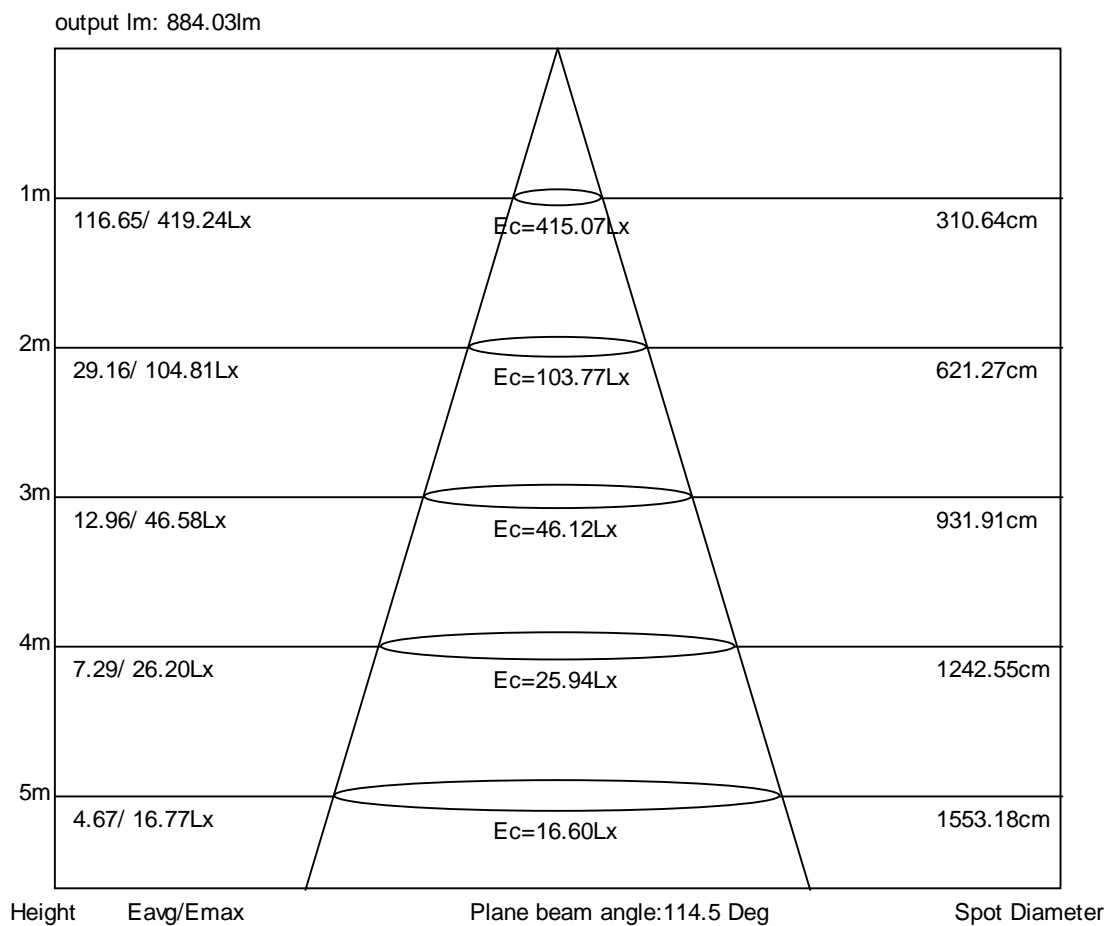 output lm: 884.03lm
1m
116.65/ 419.24Lx
Ec=415.07Lx
310.64cm
2m
29.16/ 104.81Lx
Ec=103.77Lx
621.27cm
3m
12.96/ 46.58Lx
Ec=46.12Lx
931.91cm
4m
7.29/ 26.20Lx
Ec=25.94Lx
1242.55cm
5m
4.67/ 16.77Lx
Ec=16.60Lx
1553.18cm
Height Eavg/Emax Plane beam angle:114.5 Deg Spot Diameter